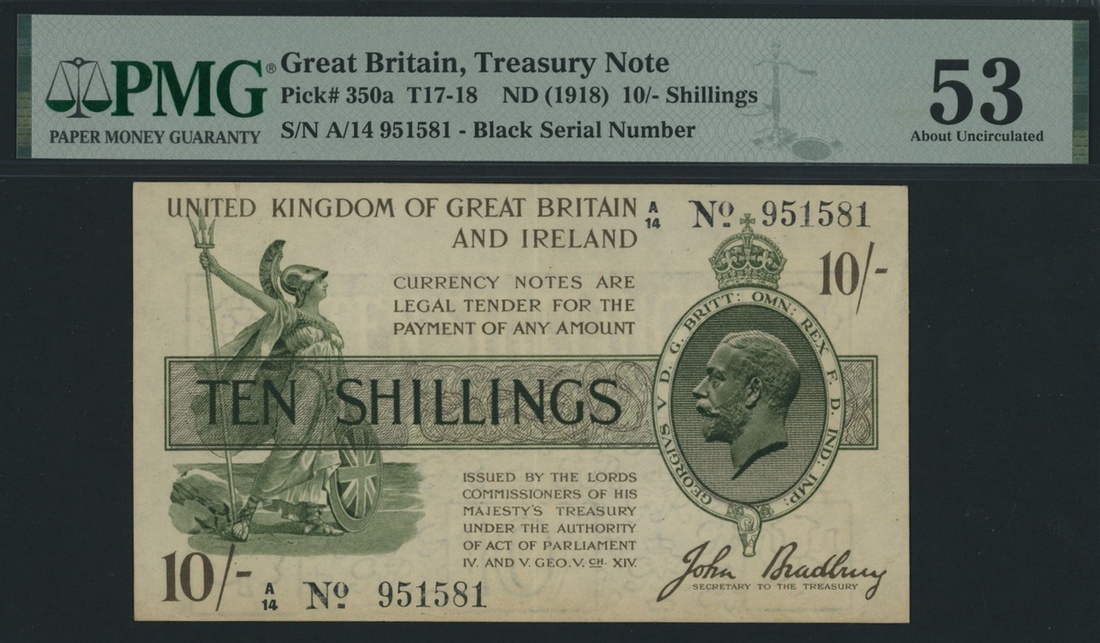 PMG®
PAPER MONEY GUARANTY
Great Britain, Treasury Note
Pick# 350a T17-18 ND (1918) 10/- Shillings
S/N A/14 951581 - Black Serial Number
53
About Uncirculated
UNITED KINGDOM OF GREAT BRITAIN
AND IRELAND
A
14
Nº 951581
10/-
CURRENCY NOTES ARE
LEGAL TENDER FOR THE
PAYMENT OF ANY AMOUNT
GEORGIVS V D. G. BRITT: OMN: REX F. D. IND: IMP:
TEN SHILLINGS
ISSUED BY THE LORDS
COMMISSIONERS OF HIS
MAJESTY'S TREASURY
UNDER THE AUTHORITY
OF ACT OF PARLIAMENT
IV. AND V. GEO. V. CH. XIV.
10/-
A
14
Nº 951581
John Bradbury
SECRETARY TO THE TREASURY